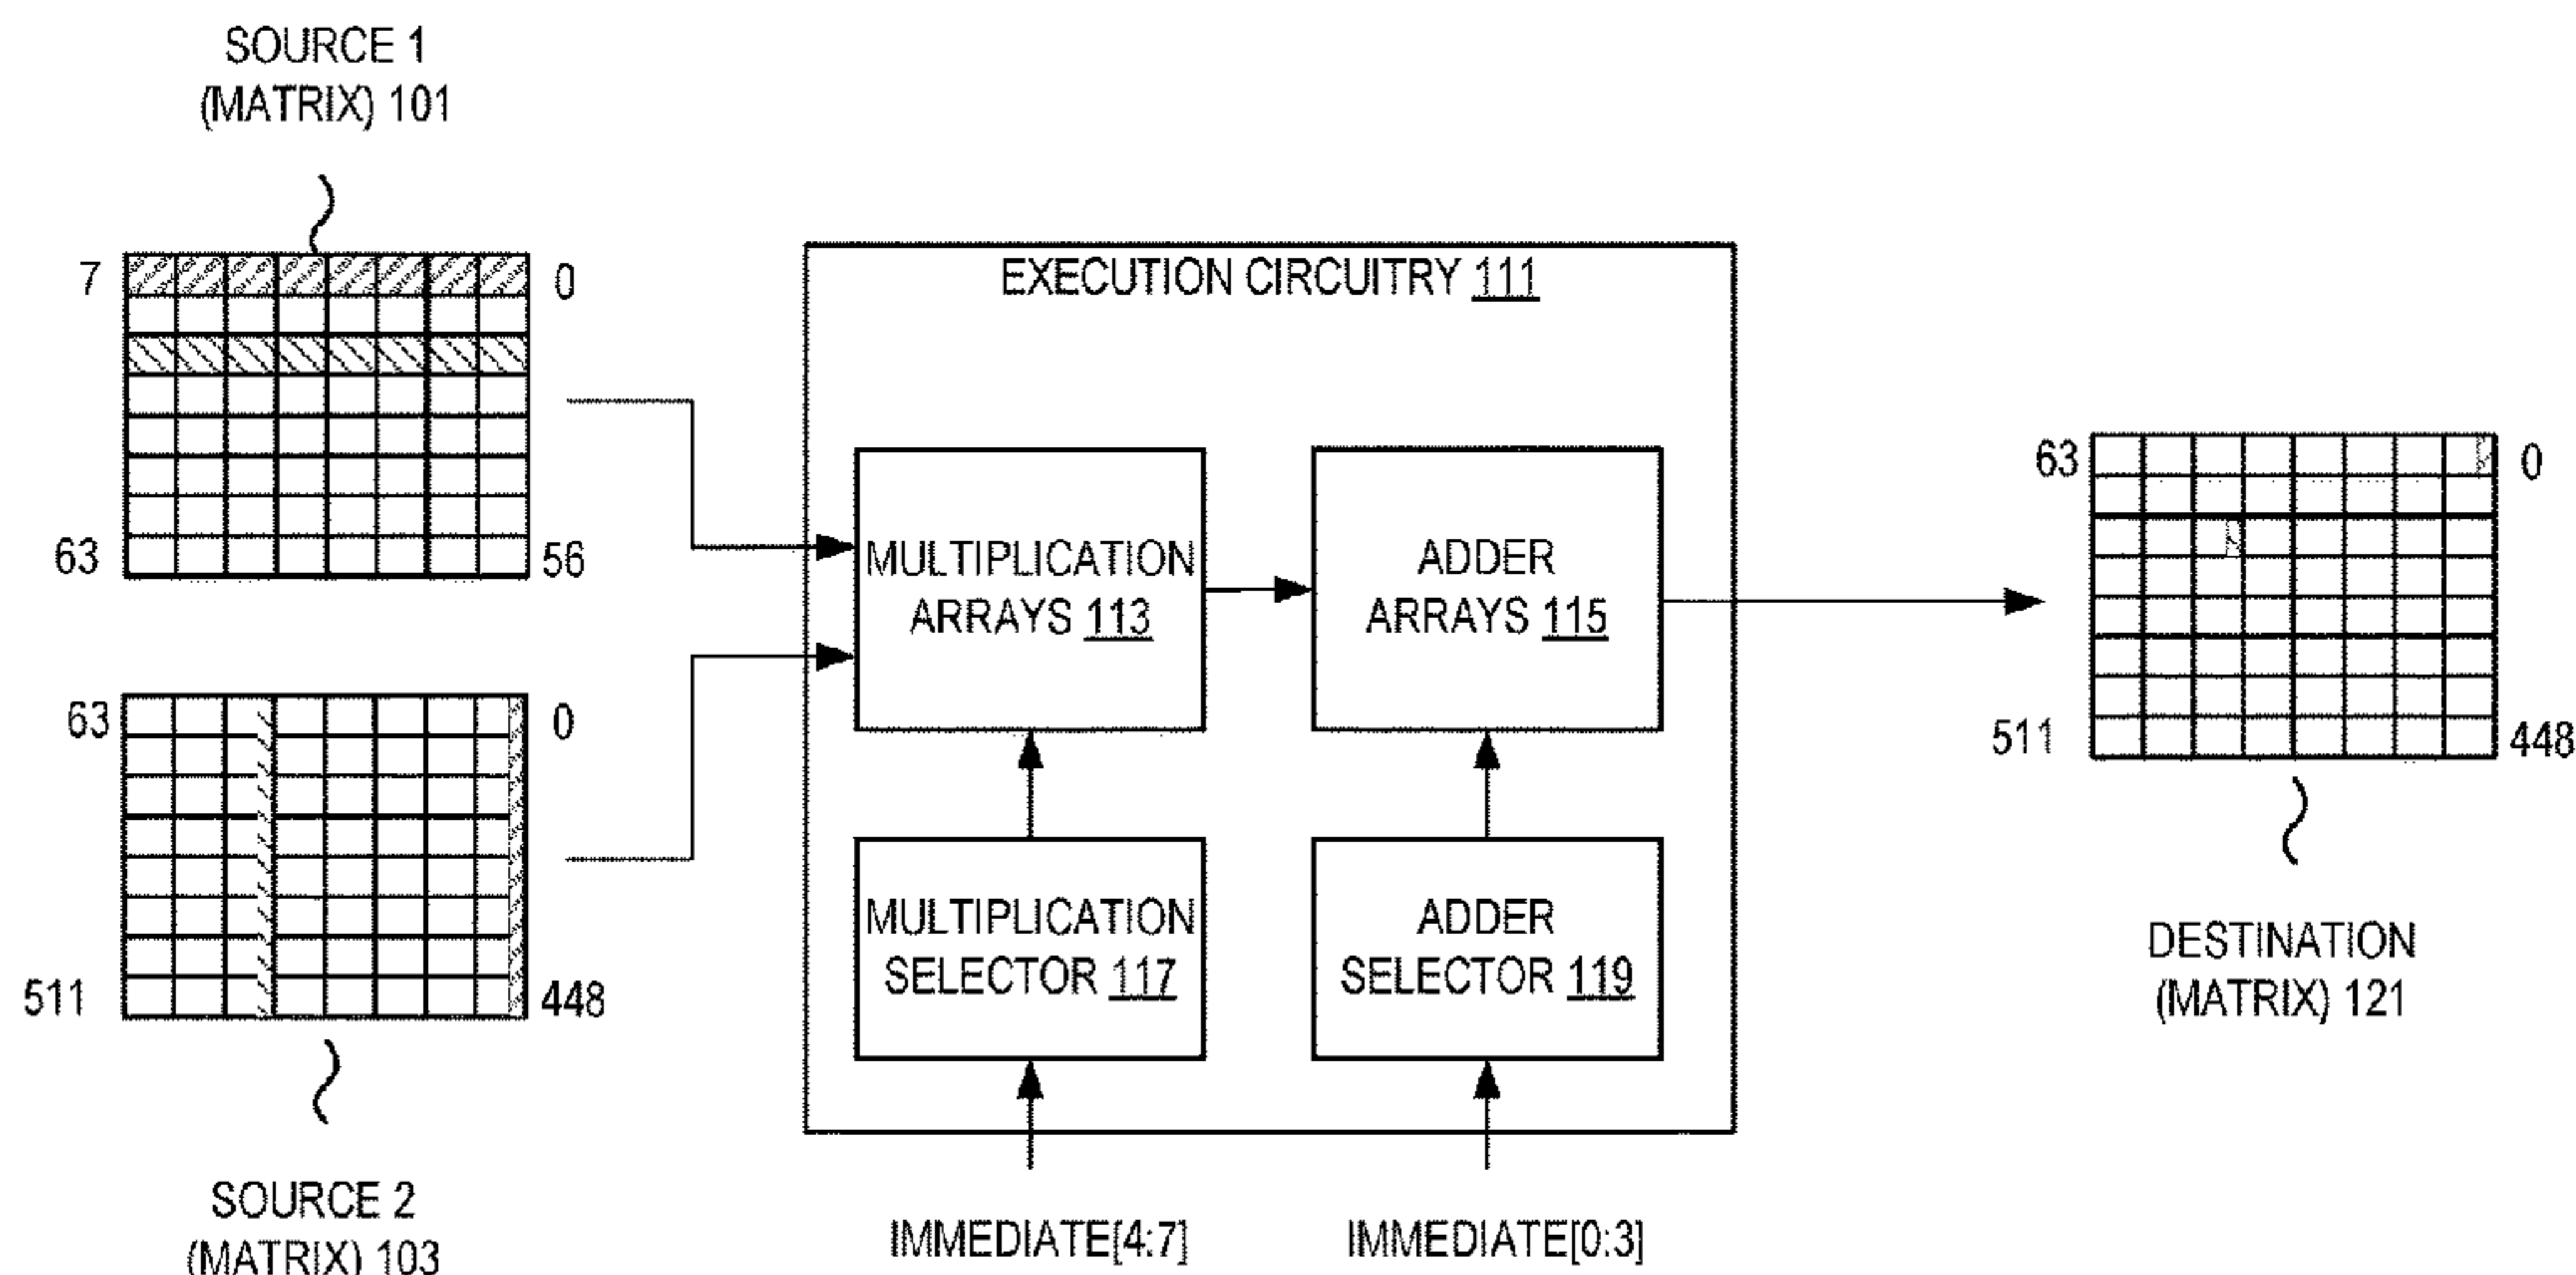 SOURCE 1
(MATRIX) 101
7
0
63
56
63
0
511
448
SOURCE 2
(MATRIX) 103
EXECUTION CIRCUITRY 111
MULTIPLICATION
ARRAYS 113
ADDER
ARRAYS 115
MULTIPLICATION
SELECTOR 117
ADDER
SELECTOR 119
IMMEDIATE[4:7]
IMMEDIATE[0:3]
63
0
511
448
DESTINATION
(MATRIX) 121